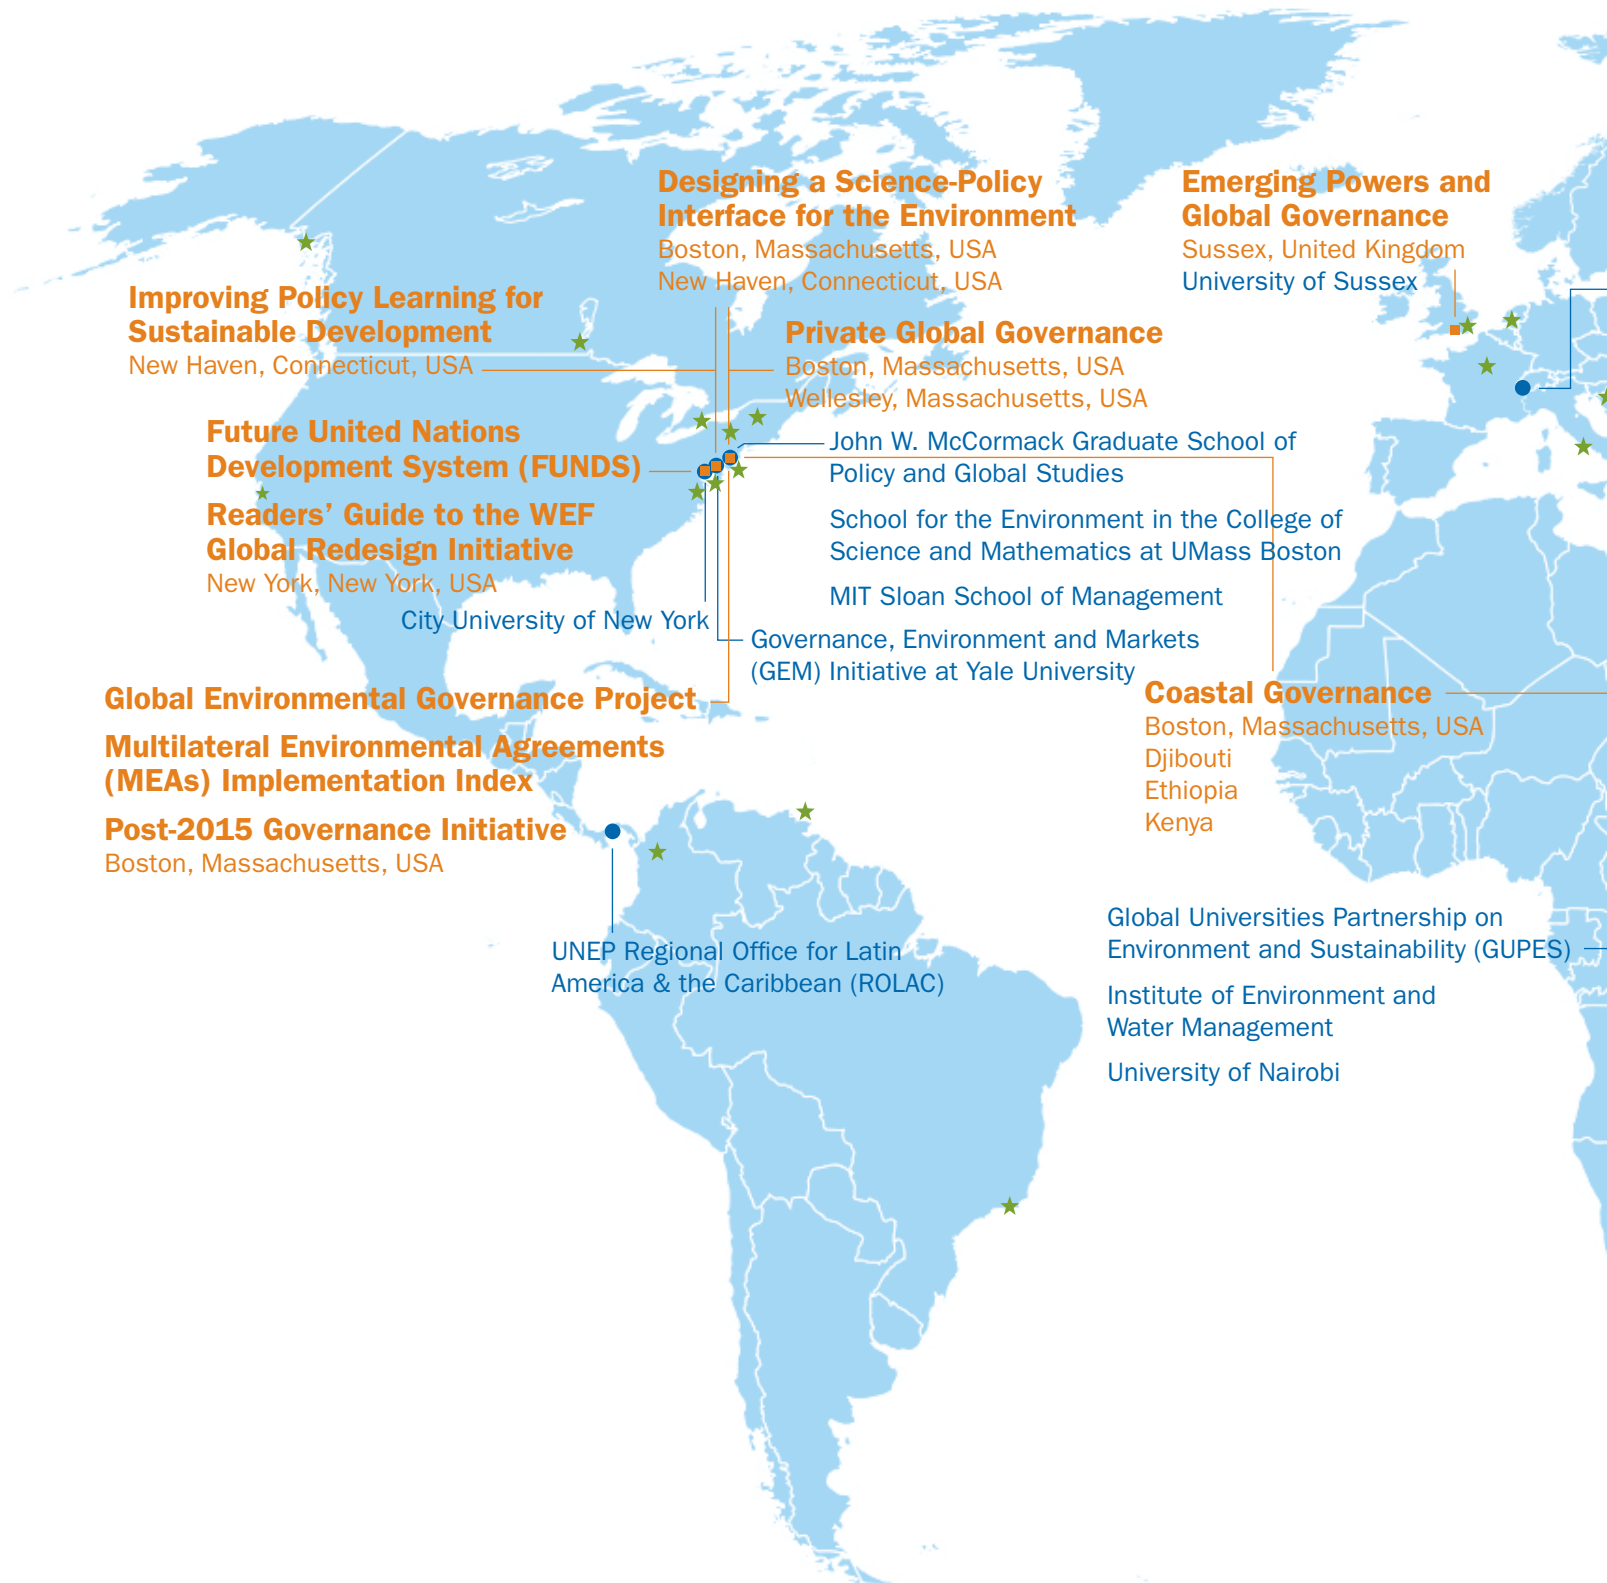 Designing a Science-Policy
Interface for the Environment
Boston, Massachusetts, USA
New Haven, Connecticut, USA
Emerging Powers and
Global Governance
Sussex, United Kingdom
University of Sussex
Improving Policy Learning for
Sustainable Development
New Haven, Connecticut, USA
Private Global Governance
Boston, Massachusetts, USA
Wellesley, Massachusetts, USA
Future United Nations
Development System (FUNDS)
Readers’ Guide to the WEF
Global Redesign Initiative
New York, New York, USA
City University of New York
John W. McCormack Graduate School of
Policy and Global Studies
School for the Environment in the College of
Science and Mathematics at UMass Boston
MIT Sloan School of Management
Governance, Environment and Markets
(GEM) Initiative at Yale University
Global Environmental Governance Project
Multilateral Environmental Agreements
(MEAs) Implementation Index
Post-2015 Governance Initiative
Boston, Massachusetts, USA
Coastal Governance
Boston, Massachusetts, USA
Djibouti
Ethiopia
Kenya
UNEP Regional Office for Latin
America & the Caribbean (ROLAC)
Global Universities Partnership on
Environment and Sustainability (GUPES)
Institute of Environment and
Water Management
University of Nairobi